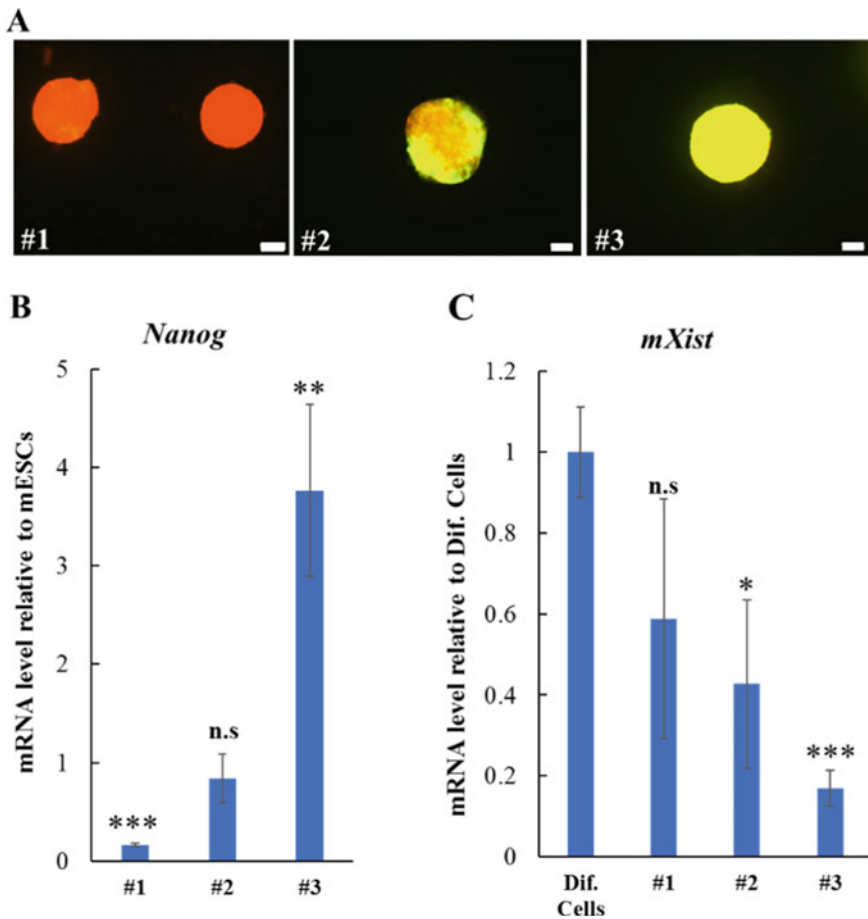 A
#1
#2
#3
B
Nanog
mRNA level relative to mESCs
5
4
3
2
1
0
***
n.s
**
#1
#2
#3
C
mXist
mRNA level relative to Dif. Cells
1.2
1
0.8
0.6
0.4
0.2
0
n.s
*
***
Dif.
Cells
#1
#2
#3